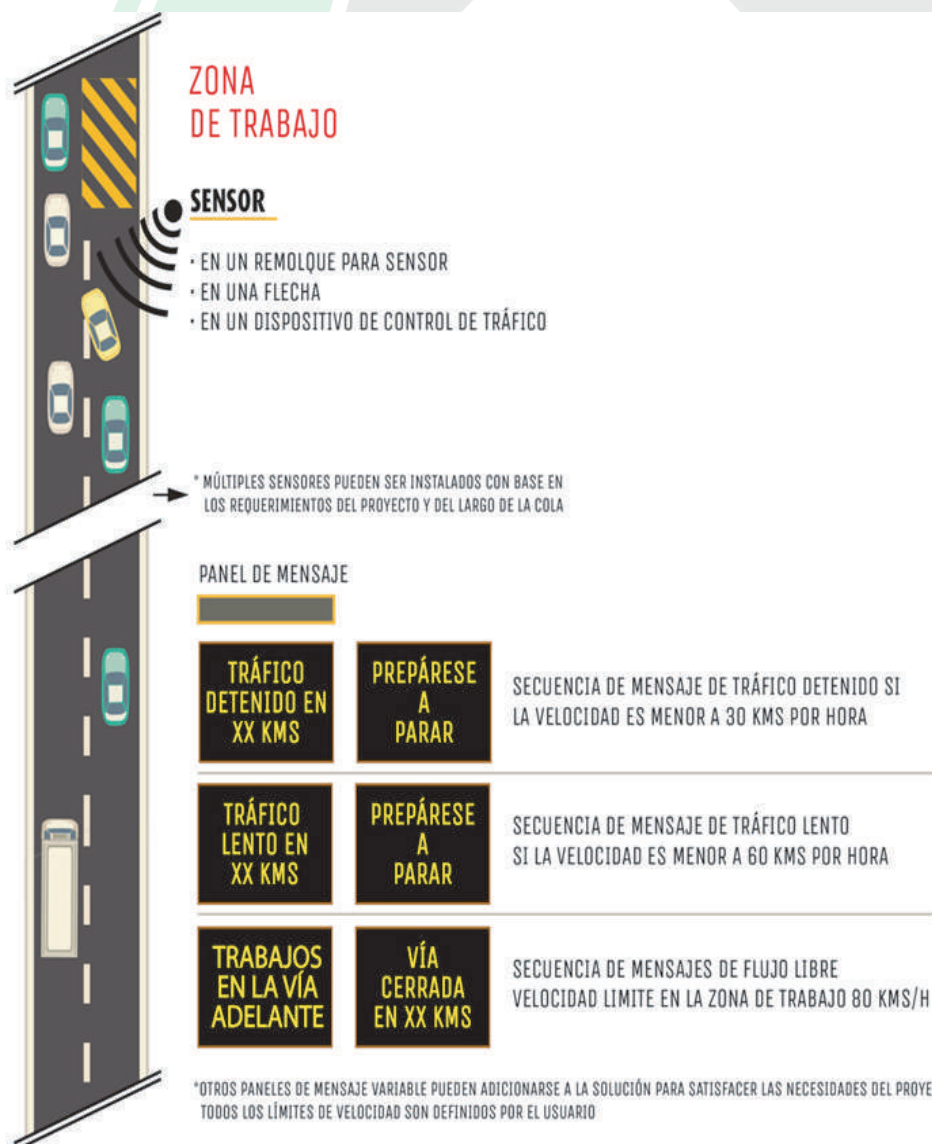 ZONA
DE TRABAJO
SENSOR
· EN UN REMOLQUE PARA SENSOR
· EN UNA FLECHA
· EN UN DISPOSITIVO DE CONTROL DE TRÁFICO
* MÚLTIPLES SENSORES PUEDEN SER INSTALADOS CON BASE EN
LOS REQUERIMIENTOS DEL PROYECTO Y DEL LARGO DE LA COLA
PANEL DE MENSAJE
TRÁFICO
DETENIDO EN
XX KMS
PREPÁRESE
A
PARAR
SECUENCIA DE MENSAJE DE TRÁFICO DETENIDO SI
LA VELOCIDAD ES MENOR A 30 KMS POR HORA
TRÁFICO
LENTO EN
XX KMS
PREPÁRESE
A
PARAR
SECUENCIA DE MENSAJE DE TRÁFICO LENTO
SI LA VELOCIDAD ES MENOR A 60 KMS POR HORA
TRABAJOS
EN LA VÍA
ADELANTE
VÍA
CERRADA
EN XX KMS
SECUENCIA DE MENSAJES DE FLUJO LIBRE
VELOCIDAD LIMITE EN LA ZONA DE TRABAJO 80 KMS/H
*OTROS PANELES DE MENSAJE VARIABLE PUEDEN ADICIONARSE A LA SOLUCIÓN PARA SATISFACER LAS NECESIDADES DEL PROYE
TODOS LOS LÍMITES DE VELOCIDAD SON DEFINIDOS POR EL USUARIO